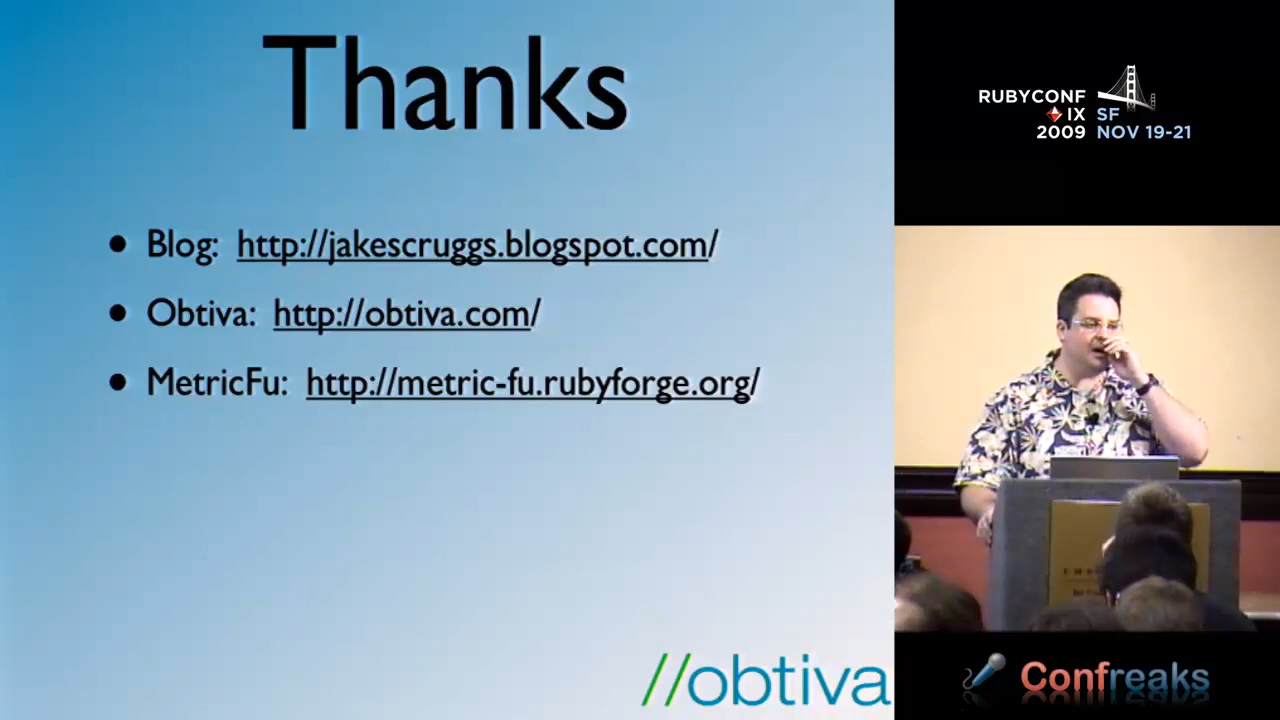 Thanks
• Blog: http://jakescruggs.blogspot.com/
• Obtiva: http://obtiva.com/
• MetricFu: http://metric-fu.rubyforge.org/
//obtiva
RUBYCONF
IX SF
2009 NOV 19-21
Confreaks